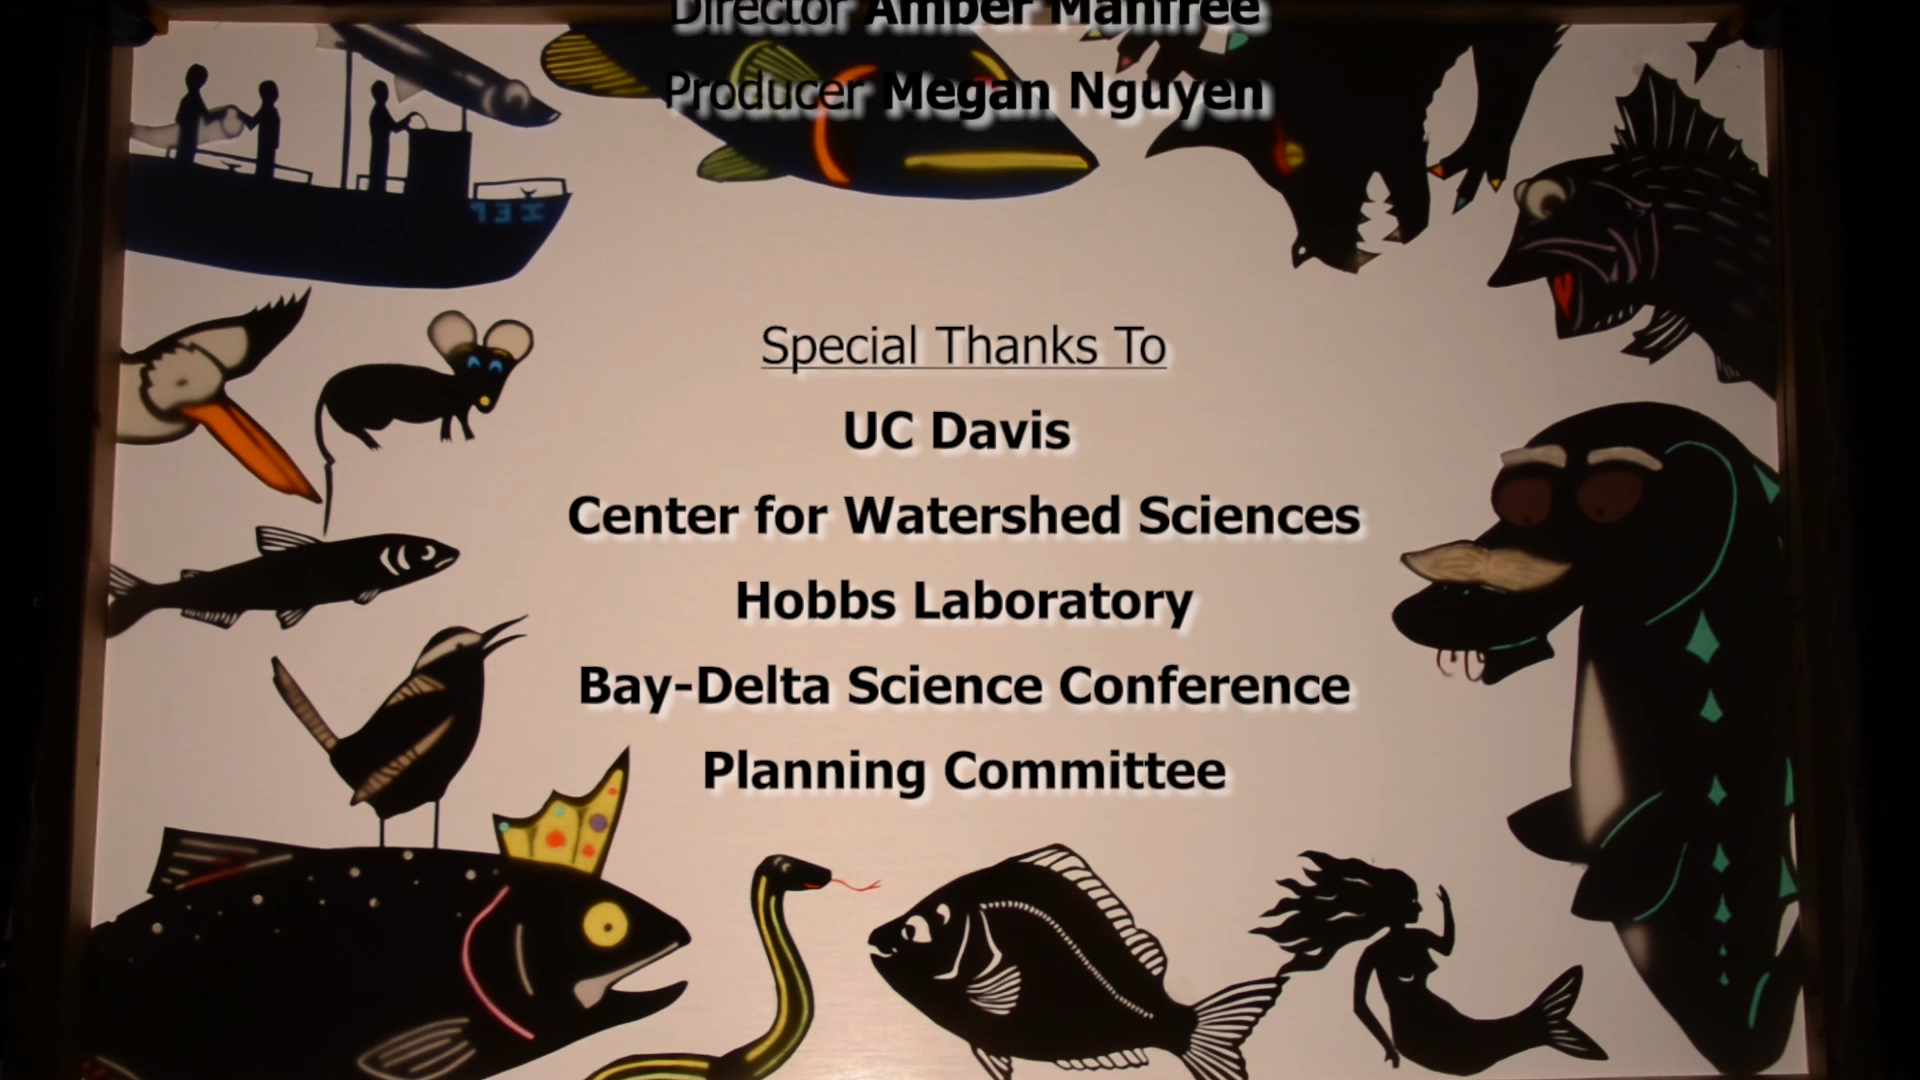 Director Amber Manfree
Producer Megan Nguyen
Special Thanks To
UC Davis
Center for Watershed Sciences
Hobbs Laboratory
Bay-Delta Science Conference
Planning Committee